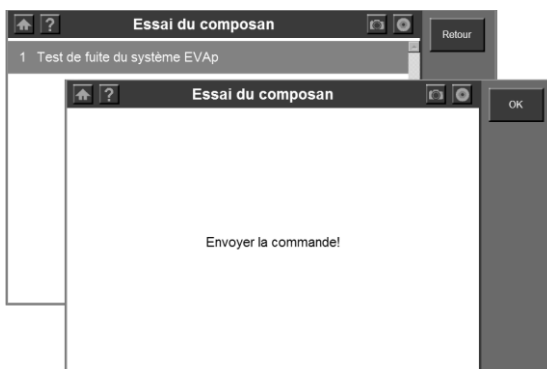 Essai du composan
Retour
1 Test de fuite du système EVAp
Essai du composan
OK
Envoyer la commande!